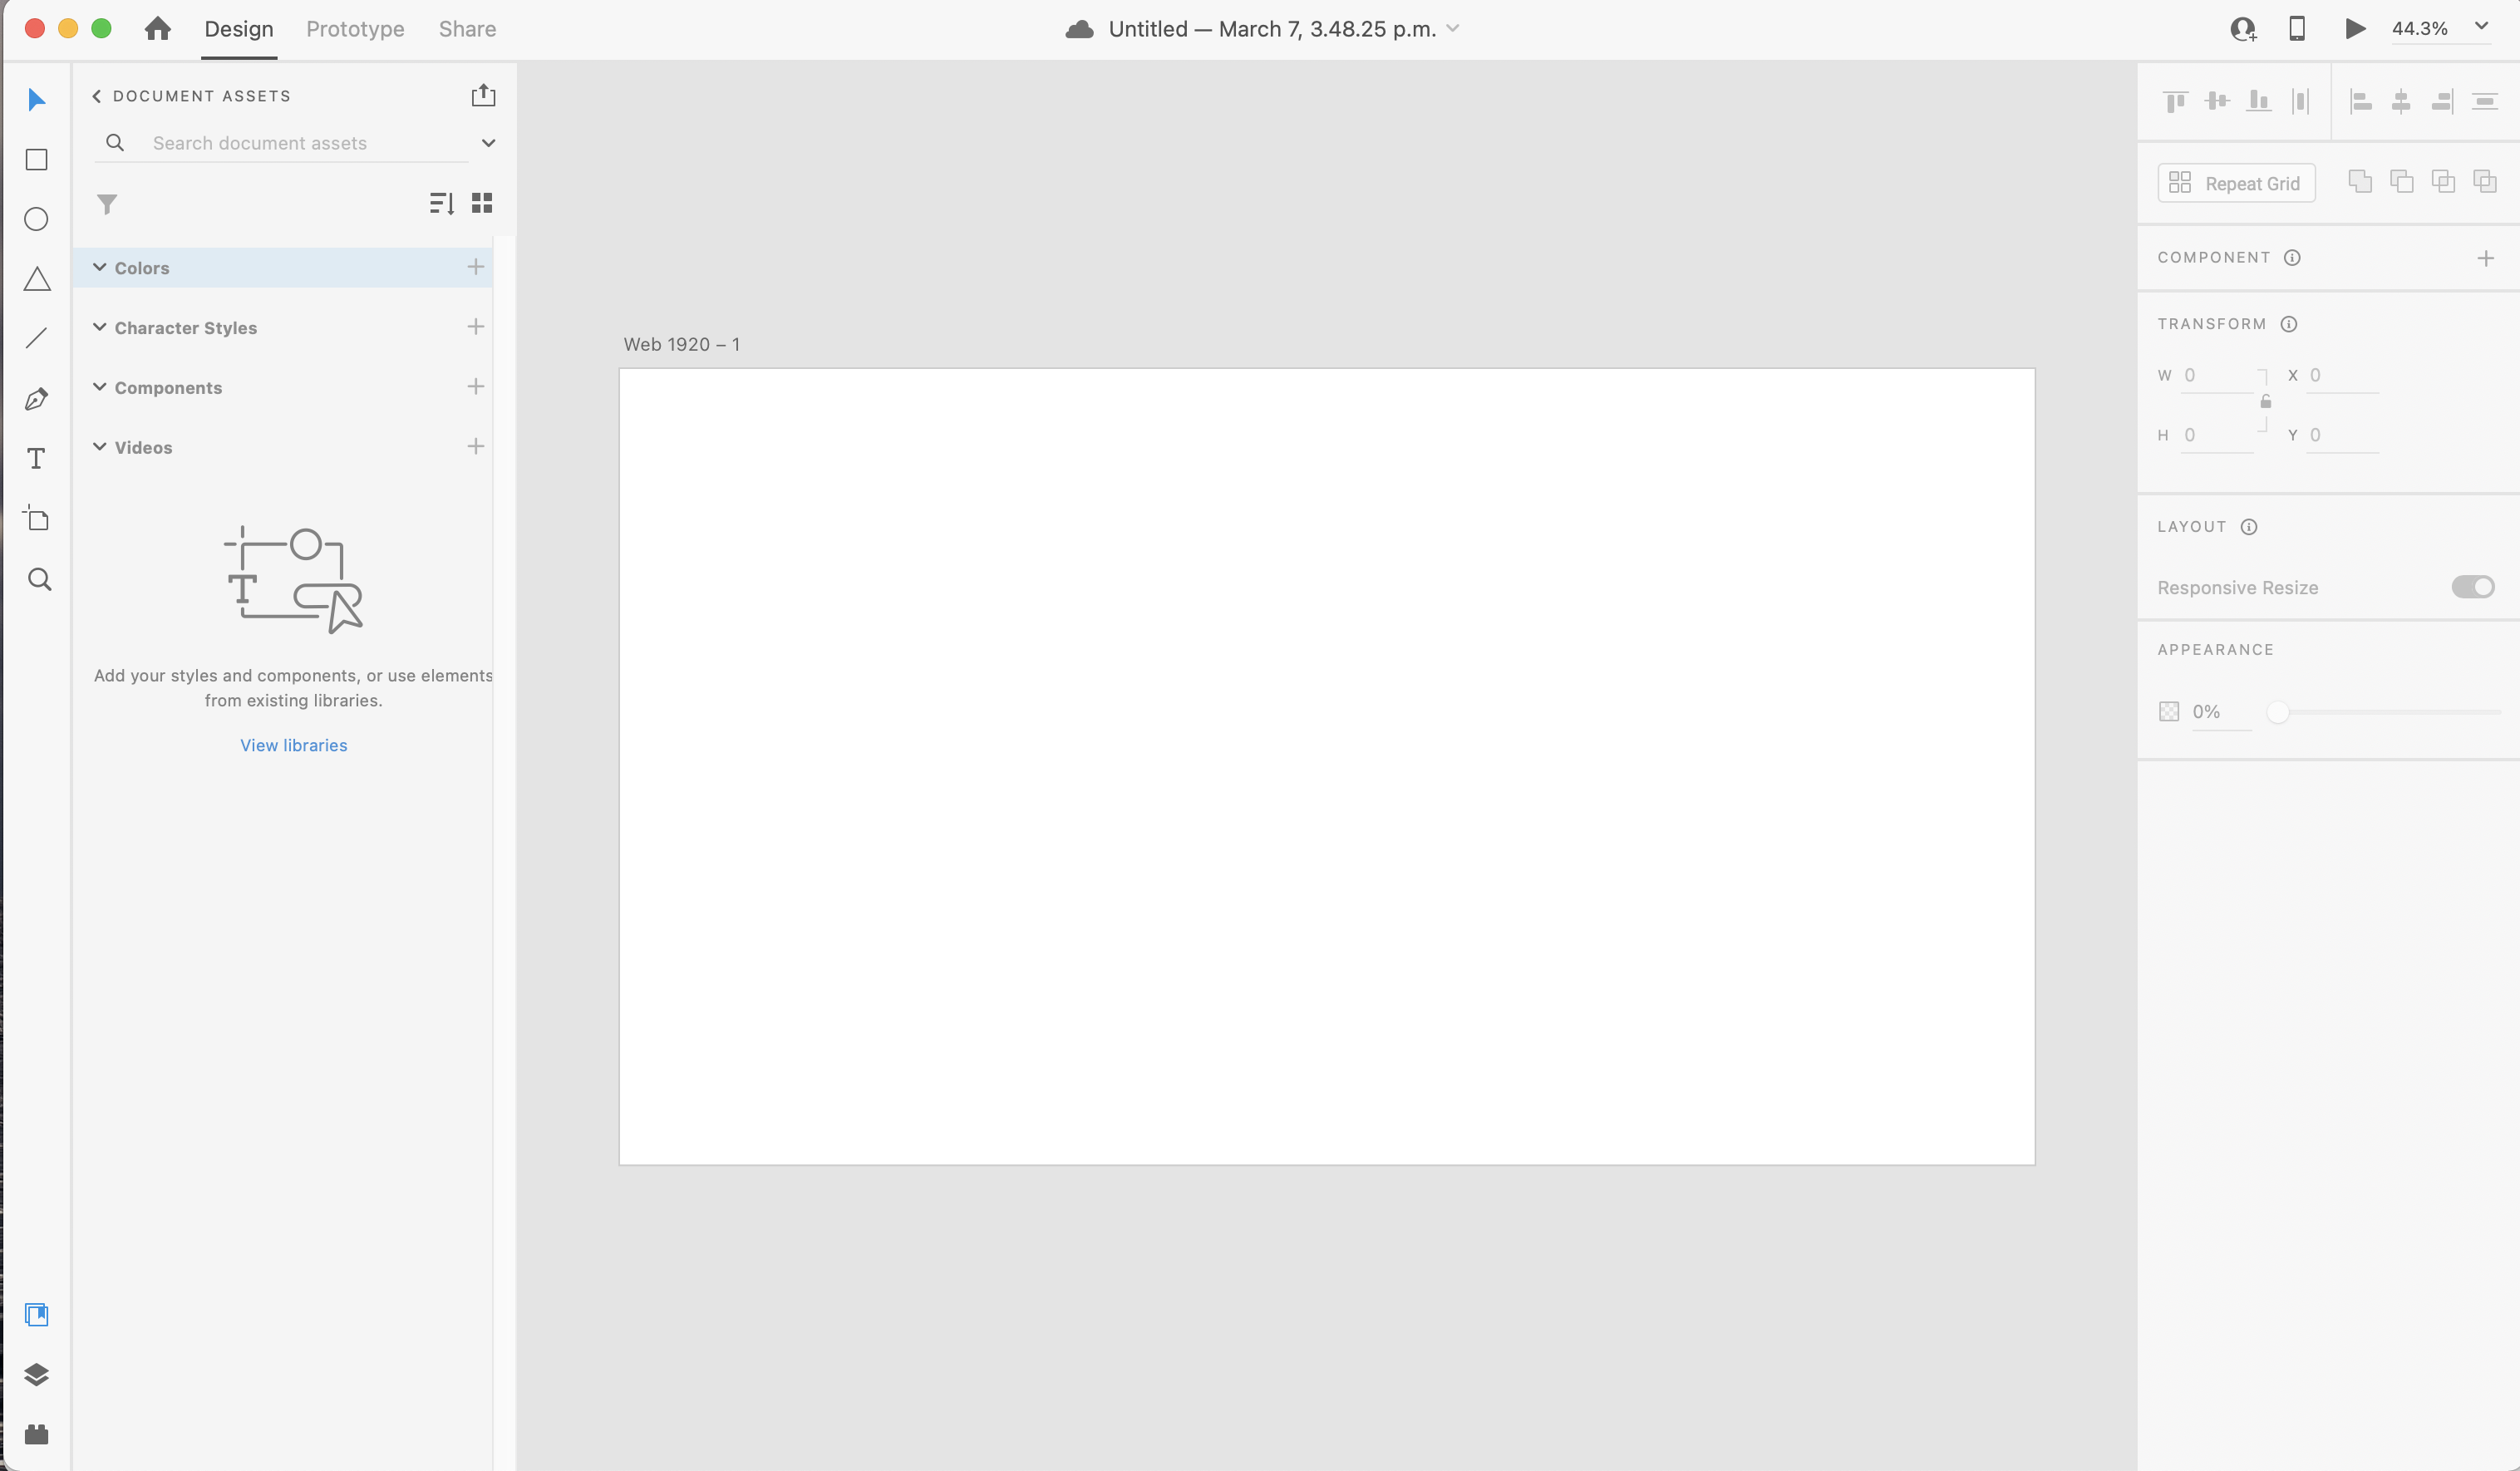 Design Prototype Share
Untitled — March 7, 3.48.25 p.m.
44.3%
DOCUMENT ASSETS
Search document assets
Colors
Character Styles
Components
Videos
Add your styles and components, or use elements
from existing libraries.
View libraries
Web 1920 – 1
Repeat Grid
COMPONENT
TRANSFORM
W 0 X 0
H 0 Y 0
LAYOUT
Responsive Resize
APPEARANCE
0%